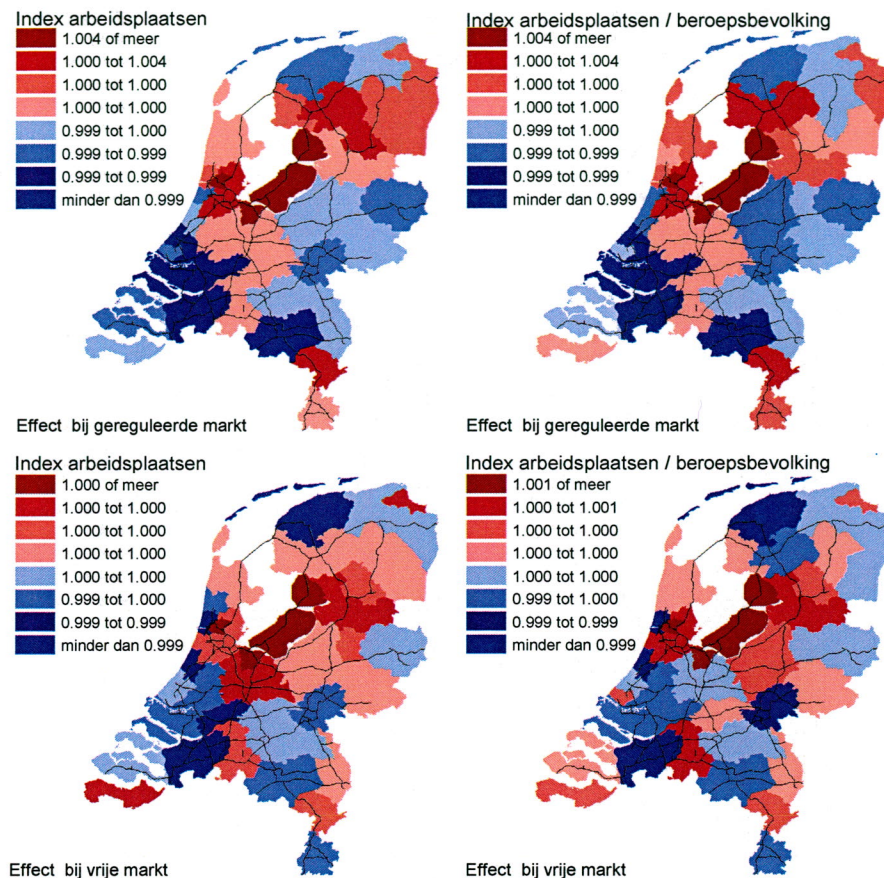 Index arbeidsplaatsen
1.004 of meer
1.000 tot 1.004
1.000 tot 1.000
1.000 tot 1.000
0.999 tot 1.000
0.999 tot 0.999
0.999 tot 0.999
minder dan 0.999
Effect bij gereguleerde markt
Index arbeidsplaatsen / beroepsbevolking
1.004 of meer
1.000 tot 1.004
1.000 tot 1.000
1.000 tot 1.000
0.999 tot 1.000
0.999 tot 0.999
0.999 tot 0.999
minder dan 0.999
Effect bij gereguleerde markt
Index arbeidsplaatsen
1.000 of meer
1.000 tot 1.000
1.000 tot 1.000
1.000 tot 1.000
1.000 tot 1.000
0.999 tot 1.000
0.999 tot 0.999
minder dan 0.999
Effect bij vrije markt
Index arbeidsplaatsen / beroepsbevolking
1.001 of meer
1.000 tot 1.001
1.000 tot 1.000
1.000 tot 1.000
1.000 tot 1.000
0.999 tot 1.000
0.999 tot 0.999
minder dan 0.999
Effect bij vrije markt